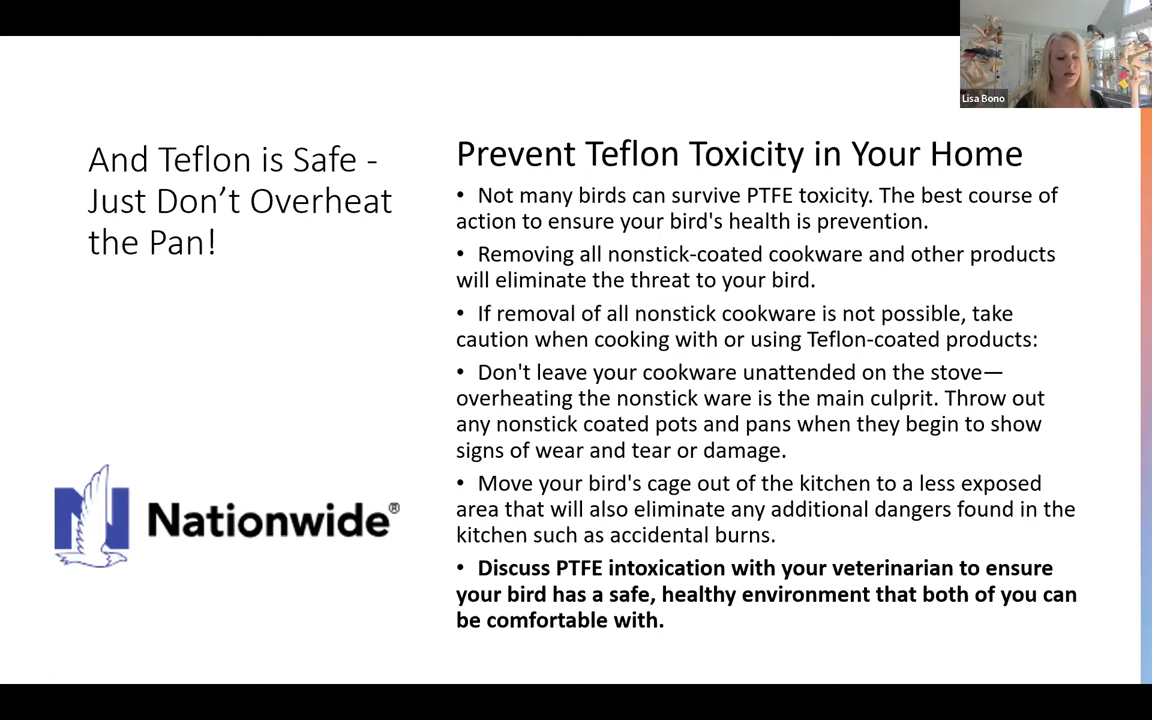 Lisa Bono
And Teflon is Safe -
Just Don’t Overheat
the Pan!
Nationwide®
Prevent Teflon Toxicity in Your Home
• Not many birds can survive PTFE toxicity. The best course of
action to ensure your bird's health is prevention.
• Removing all nonstick-coated cookware and other products
will eliminate the threat to your bird.
• If removal of all nonstick cookware is not possible, take
caution when cooking with or using Teflon-coated products:
• Don't leave your cookware unattended on the stove—
overheating the nonstick ware is the main culprit. Throw out
any nonstick coated pots and pans when they begin to show
signs of wear and tear or damage.
• Move your bird's cage out of the kitchen to a less exposed
area that will also eliminate any additional dangers found in the
kitchen such as accidental burns.
• Discuss PTFE intoxication with your veterinarian to ensure
your bird has a safe, healthy environment that both of you can
be comfortable with.